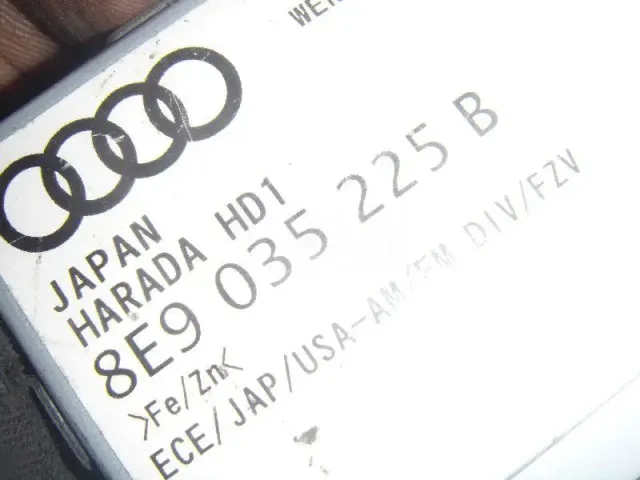 JAPAN
HARADA HD1
8E9 035 225 B
>Fe/Zn<
ECE/JAP/USA-AM/FM DIV/FZV